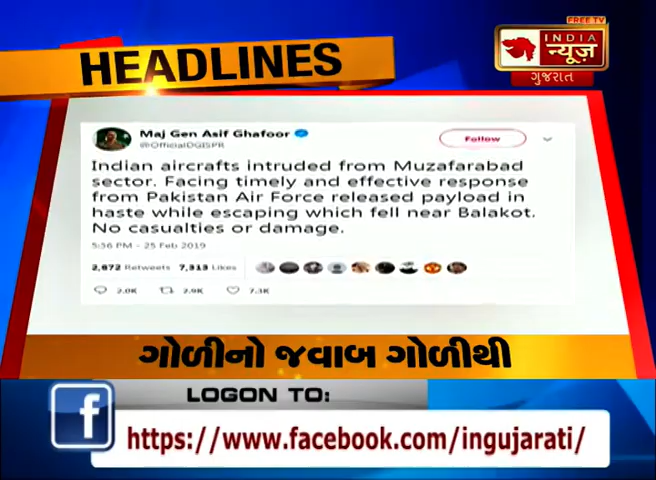 HEADLINES
FREE TV
INDIA
न्यूज़
ગુજરાત
Maj Gen Asif Ghafoor
@OfficialDGISPR
Follow
Indian aircrafts intruded from Muzafarabad
sector. Facing timely and effective response
from Pakistan Air Force released payload in
haste while escaping which fell near Balakot.
No casualties or damage.
5:36 PM - 25 Feb 2019
2,872 Retweets 7,313 Likes
2.0K 2.9K 7.3K
ગોળીનો જવાબ ગોળીથી
LOGON TO:
f
https://www.facebook.com/ingujarati/